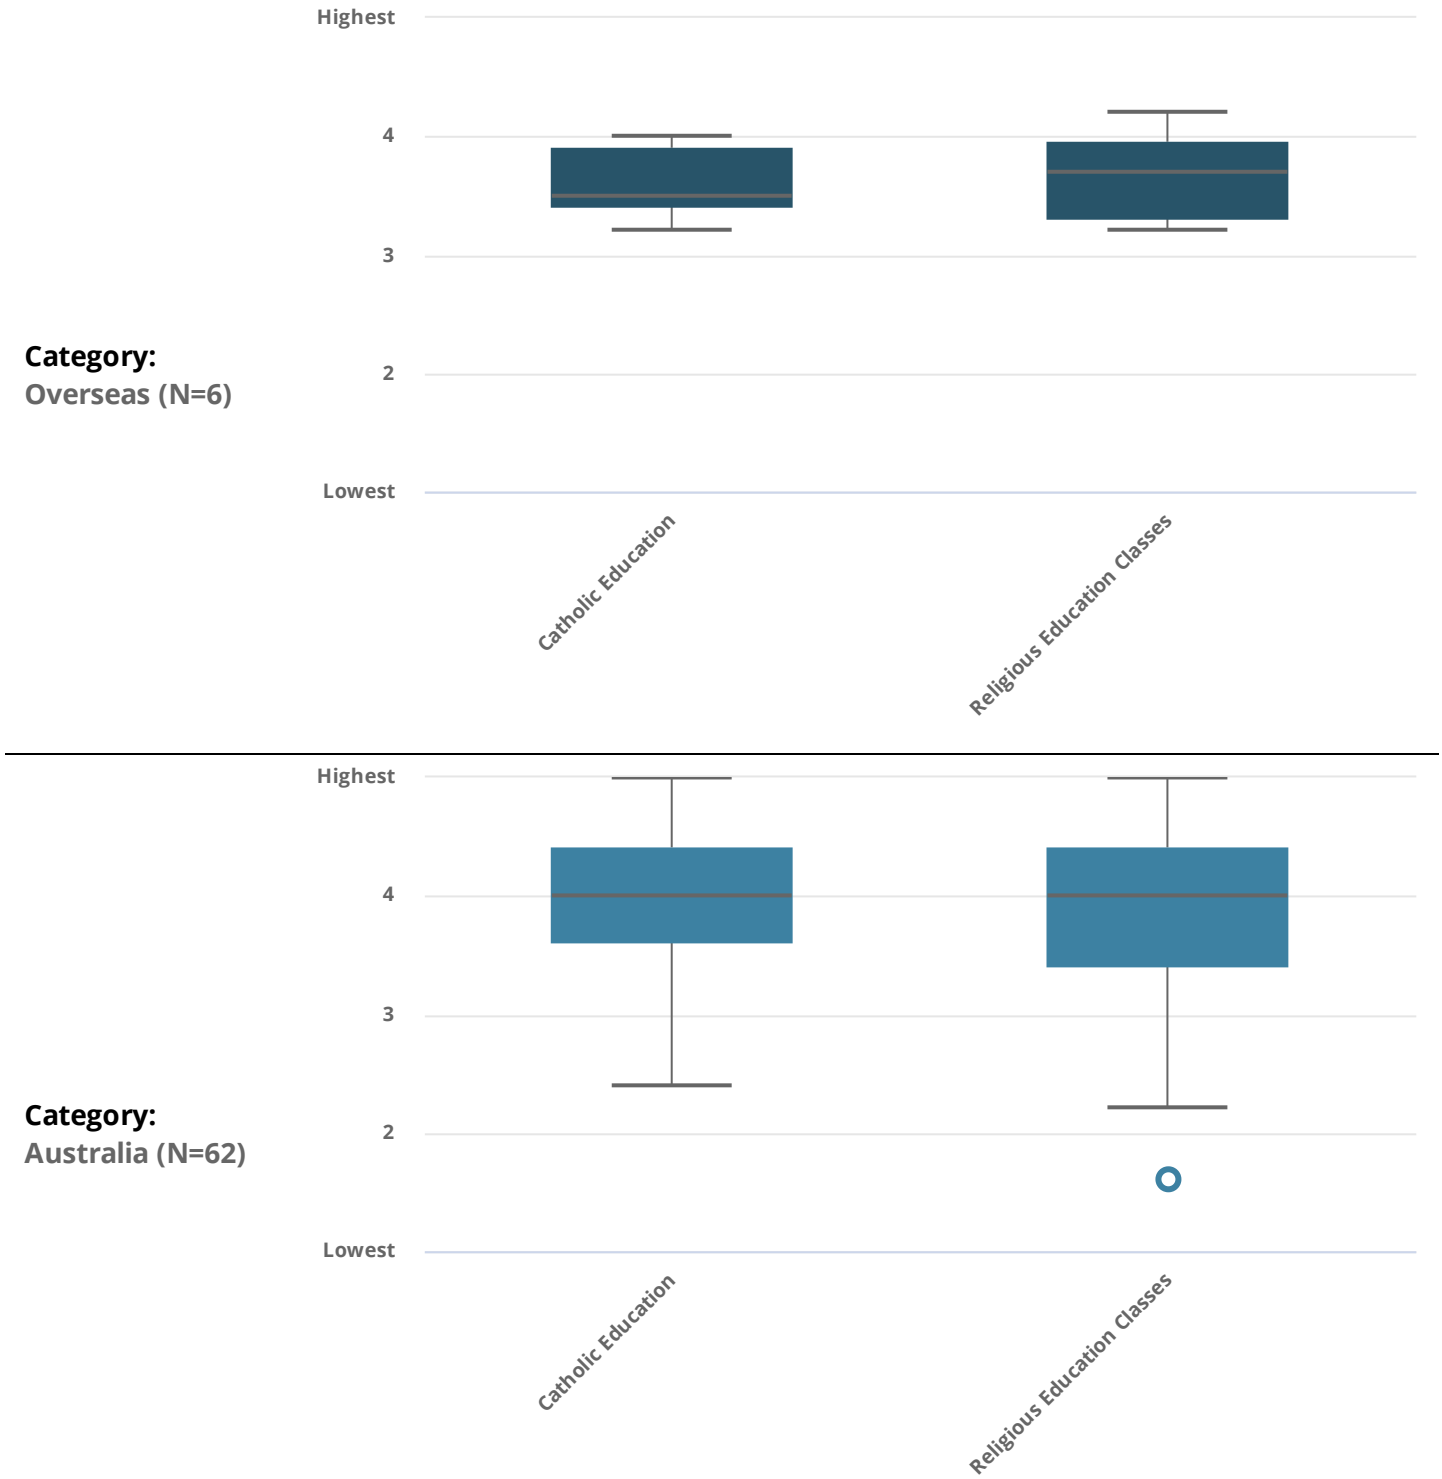 Highest
4
3
Category:
Overseas (N=6)
2
Lowest
Catholic Education
Religious Education Classes
Highest
4
3
Category:
Australia (N=62)
2
Lowest
Catholic Education
Religious Education Classes